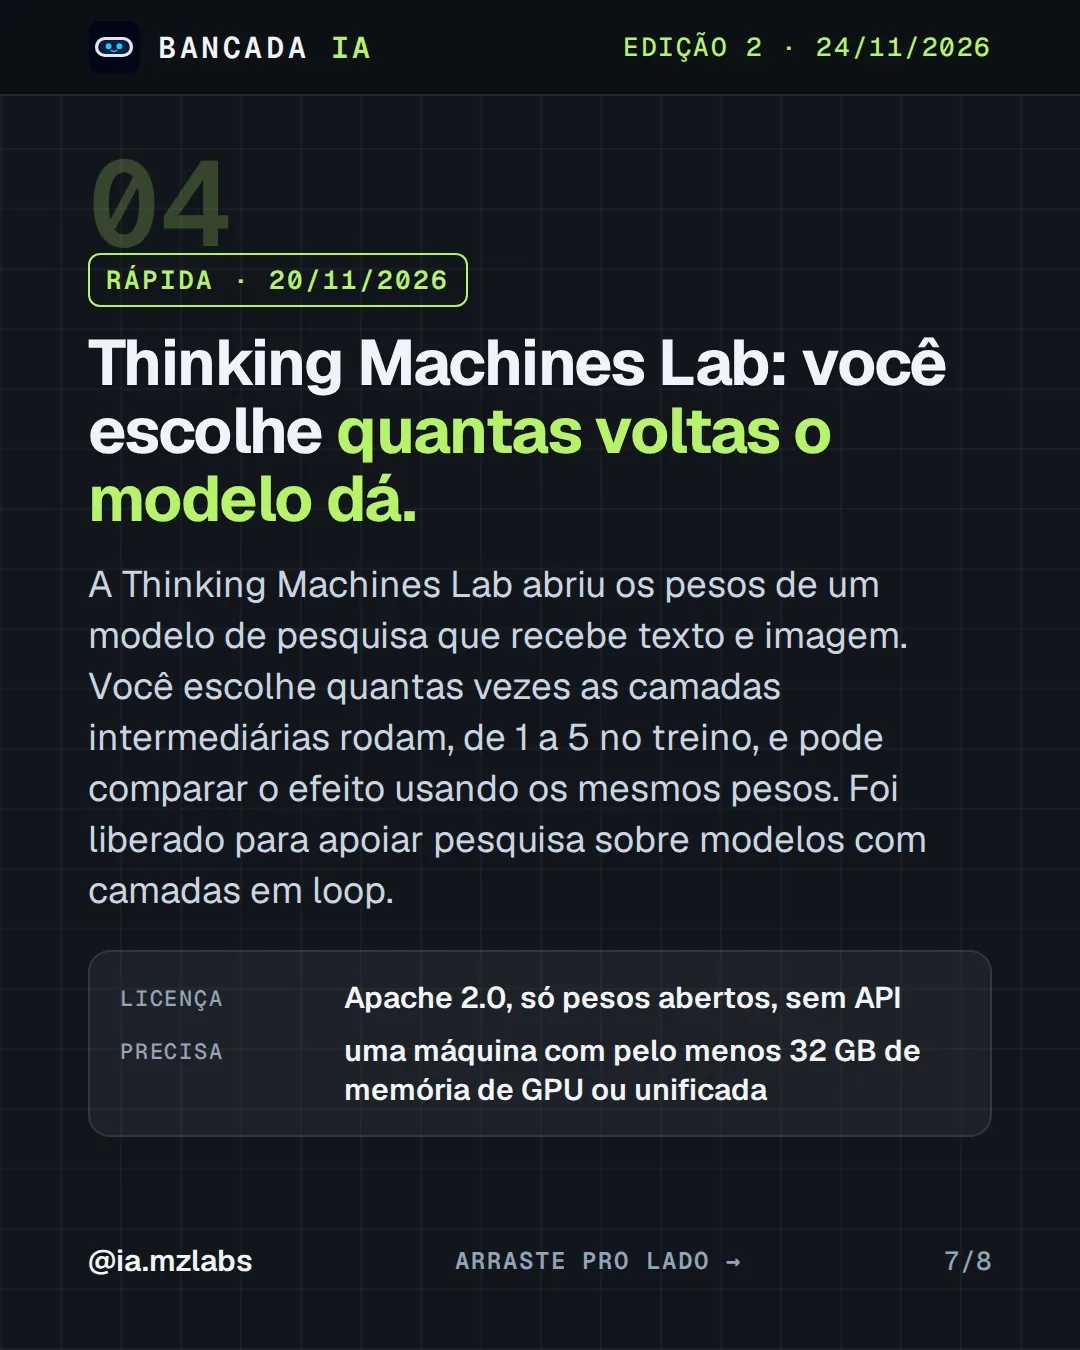 BANCADA IA
EDIÇÃO 2 · 24/11/2026
04
RÁPIDA · 20/11/2026
Thinking Machines Lab: você
escolhe quantas voltas o
modelo dá.
A Thinking Machines Lab abriu os pesos de um
modelo de pesquisa que recebe texto e imagem.
Você escolhe quantas vezes as camadas
intermediárias rodam, de 1 a 5 no treino, e pode
comparar o efeito usando os mesmos pesos. Foi
liberado para apoiar pesquisa sobre modelos com
camadas em loop.
LICENÇA
Apache 2.0, só pesos abertos, sem API
PRECISA
uma máquina com pelo menos 32 GB de
memória de GPU ou unificada
@ia.mzlabs
ARRASTE PRO LADO →
7/8